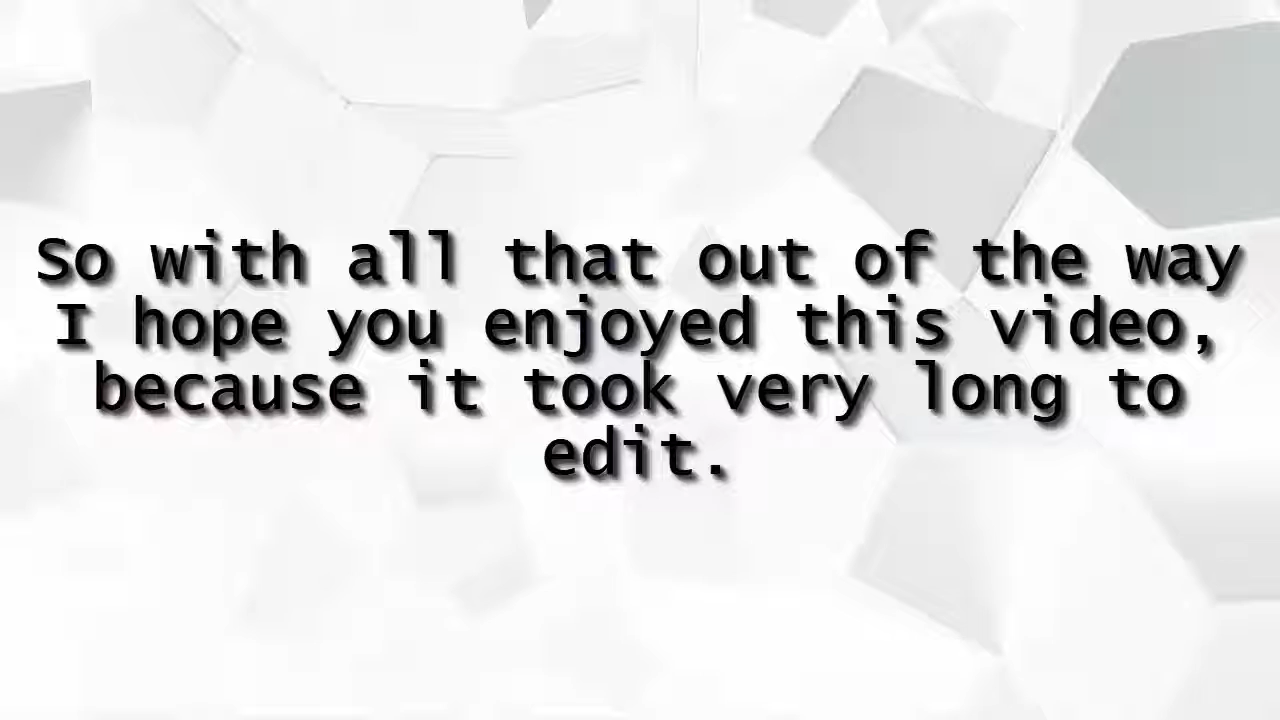 So with all that out of the way
I hope you enjoyed this video,
because it took very long to
edit.